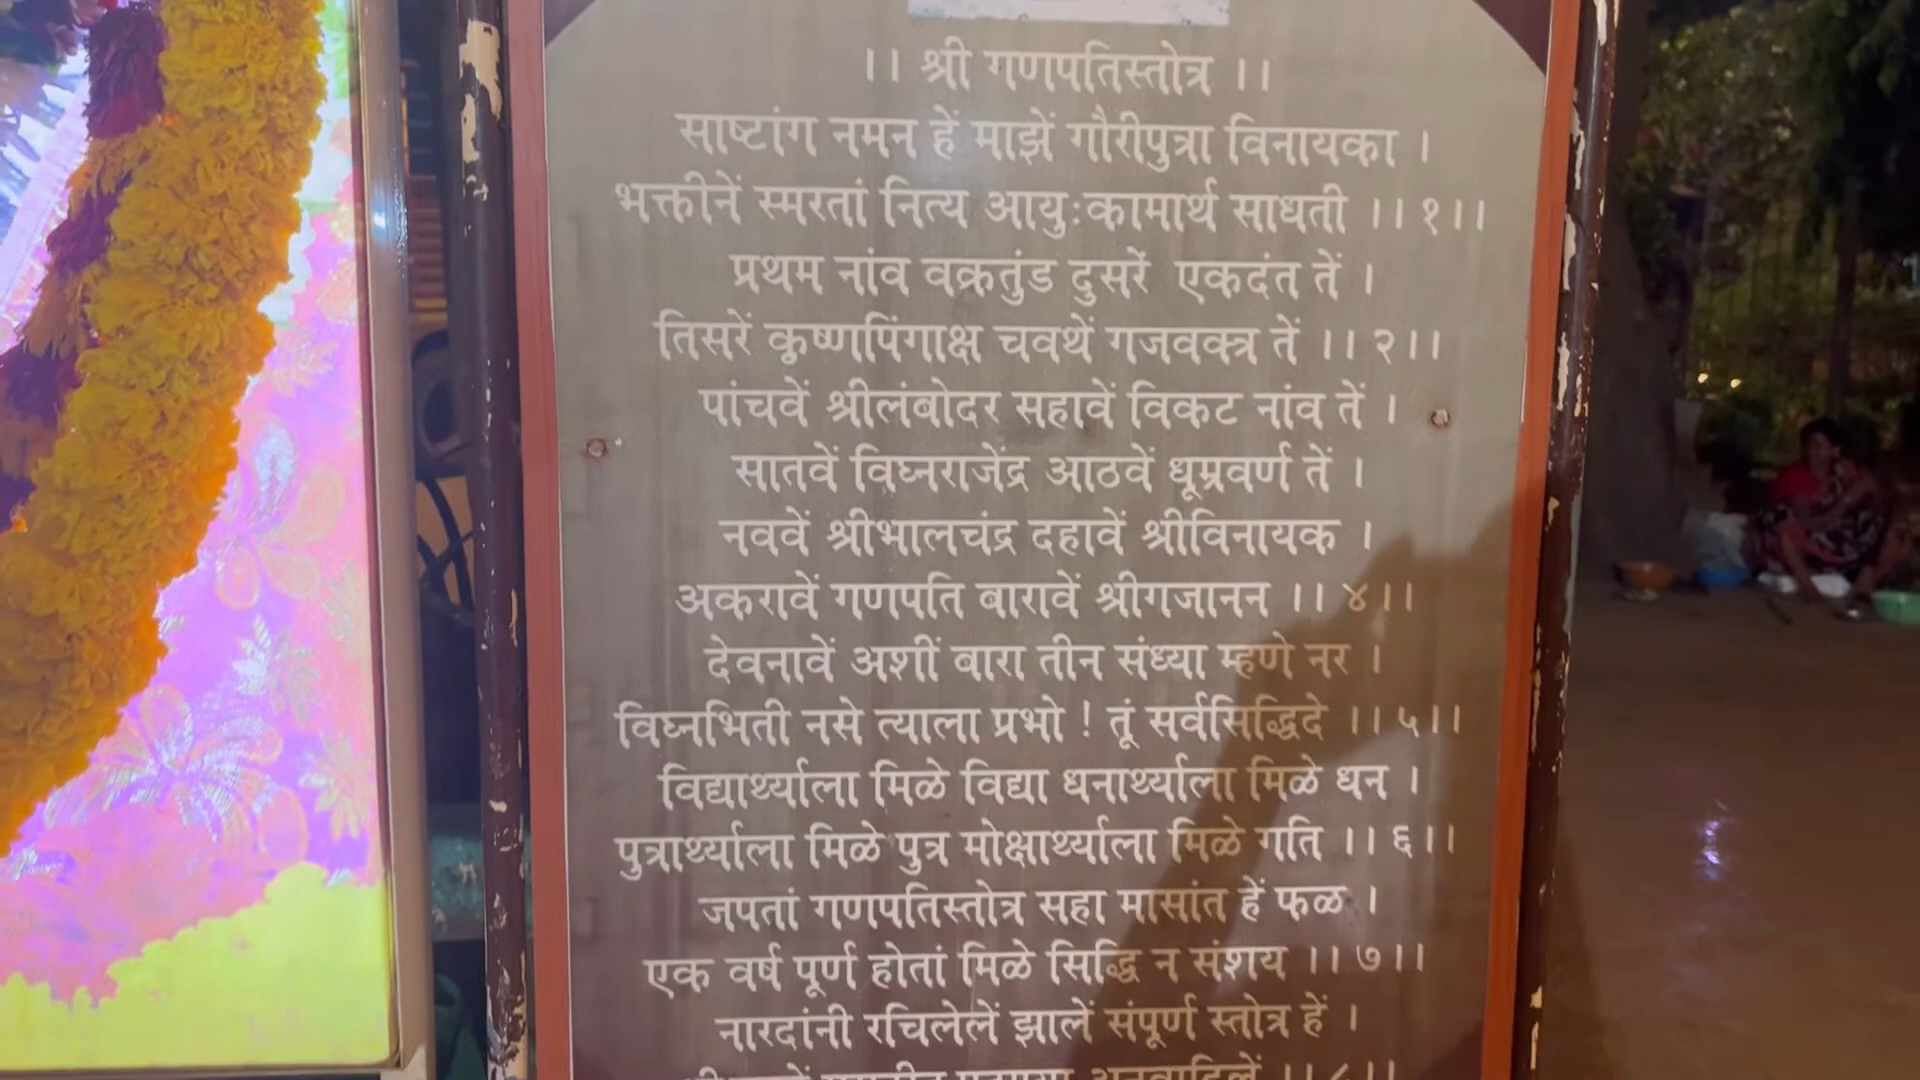 ।। श्री गणपतिस्तोत्र ।।
साष्टांग नमन हें माझें गौरीपुत्रा विनायका ।
भक्तीनें स्मरतां नित्य आयुःकामार्थ साधती ।। १ ।।
प्रथम नांव वक्रतुंड दुसरें एकदंत तें ।
तिसरें कृष्णपिंगाक्ष चवथें गजवक्त्र तें ।। २ ।।
पांचवें श्रीलंबोदर सहावें विकट नांव तें ।
सातवें विघ्नराजेंद्र आठवें धूम्रवर्ण तें ।
नववें श्रीभालचंद्र दहावें श्रीविनायक ।
अकरावें गणपति बारावें श्रीगजानन ।। ४ ।।
देवनावें अशीं बारा तीन संध्या म्हणे नर ।
विघ्नभिती नसे त्याला प्रभो ! तूं सर्वसिद्धिदे ।। ५ ।।
विद्यार्थ्याला मिळे विद्या धनार्थ्याला मिळे धन ।
पुत्रार्थ्याला मिळे पुत्र मोक्षार्थ्याला मिळे गति ।। ६ ।।
जपतां गणपतिस्तोत्र सहा मासांत हें फळ ।
एक वर्ष पूर्ण होतां मिळे सिद्धि न संशय ।। ७ ।।
नारदांनी रचिलेलें झालें संपूर्ण स्तोत्र हें ।